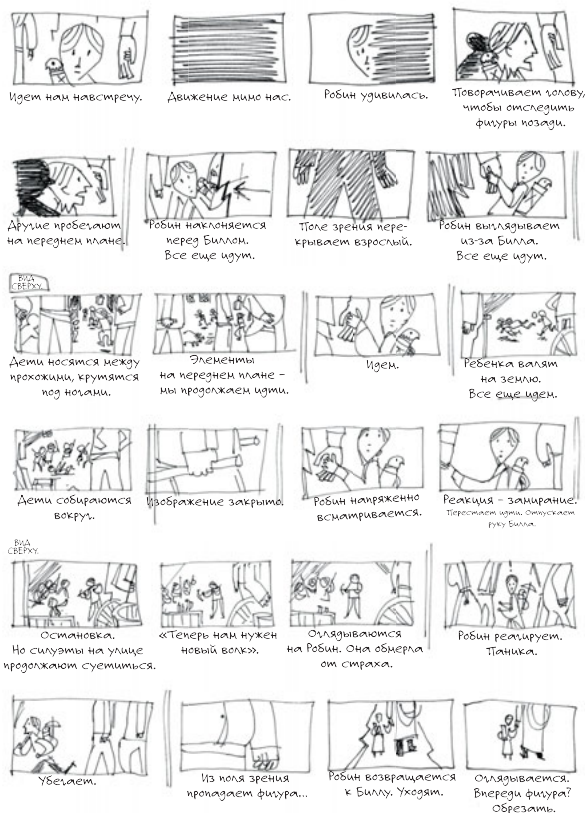 Идет нам навстречу.
Движение мимо нас.
Робин удивилась.
Поворачивает голову,
чтобы отследить
фигуры позади.
Другие пробегают
на переднем плане.
Робин наклоняется
перед Биллом.
Все еще идут.
Поле зрения пере-
крывает взрослый.
Робин выглядывает
из-за Билла.
Все еще идут.
ВИД
СВЕРХУ.
Дети носятся между
прохожими, крутятся
под ногами.
Элементы
на переднем плане –
мы продолжаем идти.
Идем.
Ребенка валят
на землю.
Все еще идем.
Дети собираются
вокруг.
Изображение закрыто.
Робин напряженно
всматривается.
Реакция – замирание.
Перестает идти. Отпускает
руку Билла.
ВИД
СВЕРХУ.
Остановка.
Но силуэты на улице
продолжают суетиться.
«Теперь нам нужен
новый волк».
Оглядываются
на Робин. Она обмерла
от страха.
Робин реагирует.
Паника.
Убегает.
Из поля зрения
пропадает фигура...
Робин возвращается
к Биллу. Уходят.
Оглядывается.
Впереди фигура?
Обрезать.